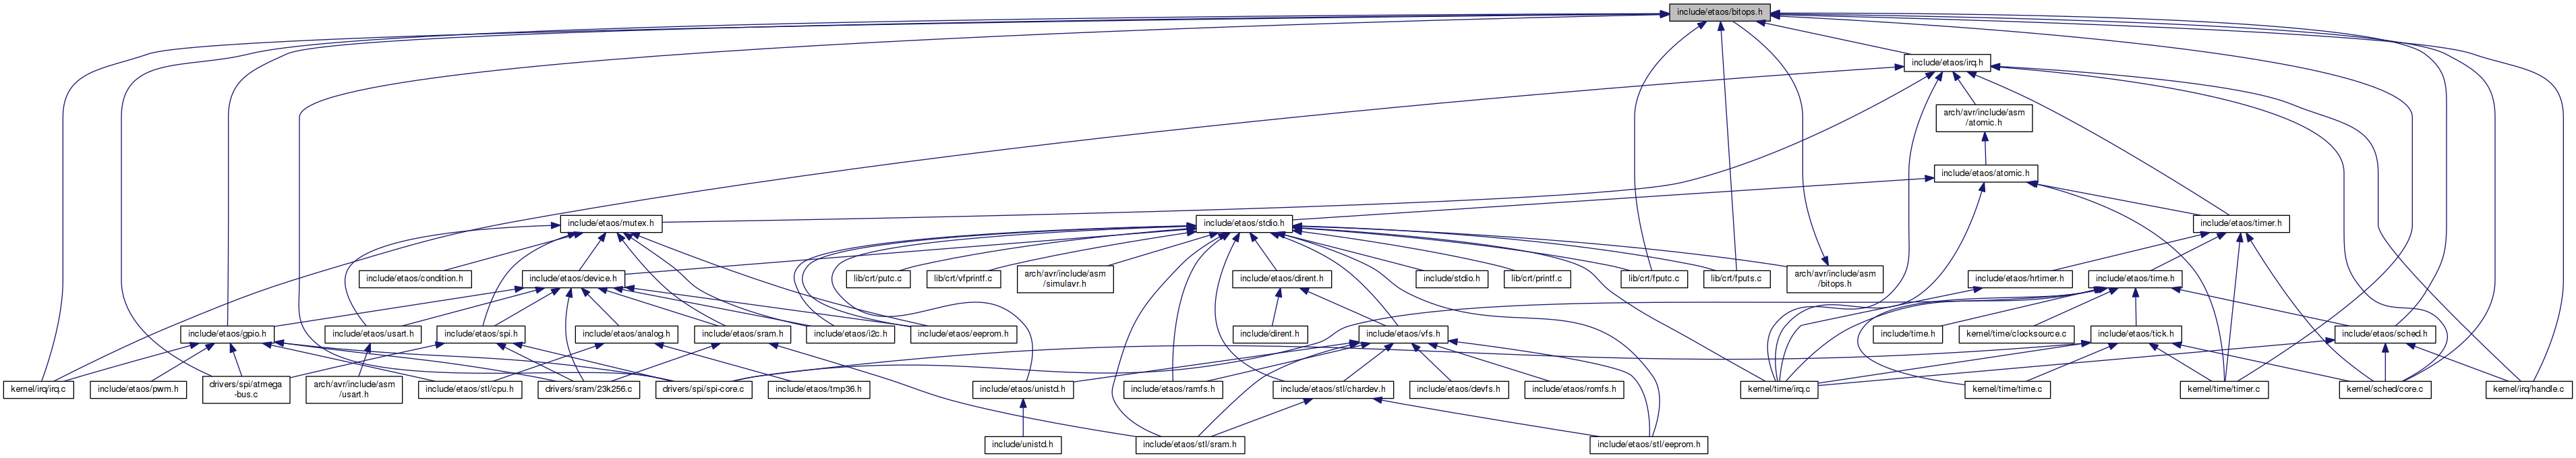 include/etaos/bitops.h
include/etaos/irq.h
arch/avr/include/asm
/atomic.h
include/etaos/atomic.h
include/etaos/mutex.h
include/etaos/stdio.h
include/etaos/timer.h
include/etaos/condition.h
include/etaos/device.h
lib/crt/putc.c
lib/crt/vfprintf.c
arch/avr/include/asm
/simulavr.h
include/etaos/dirent.h
include/stdio.h
lib/crt/printf.c
lib/crt/fputc.c
lib/crt/fputs.c
arch/avr/include/asm
/bitops.h
include/etaos/hrtimer.h
include/etaos/time.h
include/etaos/gpio.h
include/etaos/usart.h
include/etaos/spi.h
include/etaos/analog.h
include/etaos/sram.h
include/etaos/i2c.h
include/etaos/eeprom.h
include/dirent.h
include/etaos/vfs.h
include/time.h
kernel/time/clocksource.c
include/etaos/tick.h
include/etaos/sched.h
kernel/irq/irq.c
include/etaos/pwm.h
drivers/spi/atmega
-bus.c
arch/avr/include/asm
/usart.h
include/etaos/stl/cpu.h
drivers/sram/23k256.c
drivers/spi/spi-core.c
include/etaos/tmp36.h
include/etaos/unistd.h
include/etaos/ramfs.h
include/etaos/stl/chardev.h
include/etaos/devfs.h
include/etaos/romfs.h
kernel/time/irq.c
kernel/time/time.c
kernel/time/timer.c
kernel/sched/core.c
kernel/irq/handle.c
include/unistd.h
include/etaos/stl/sram.h
include/etaos/stl/eeprom.h